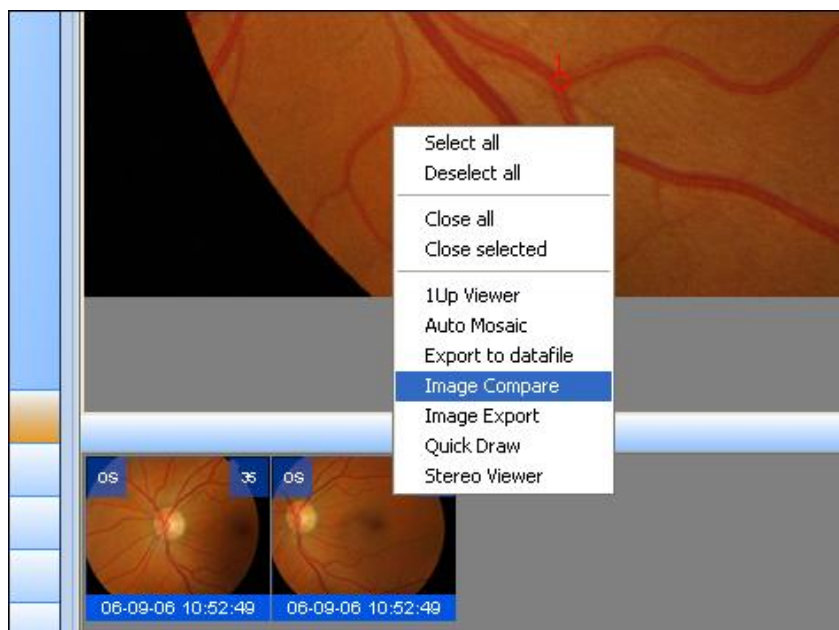 Select all
Deselect all
Close all
Close selected
1Up Viewer
Auto Mosaic
Export to datafile
Image Compare
Image Export
Quick Draw
Stereo Viewer
OS 35 OS
06-09-06 10:52:49 06-09-06 10:52:49